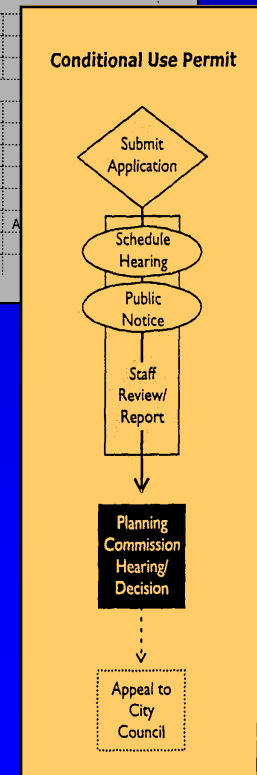 Conditional Use Permit
Submit
Application
A
Schedule
Hearing
Public
Notice
Staff
Review/
Report
Planning
Commission
Hearing/
Decision
Appeal to
City
Council